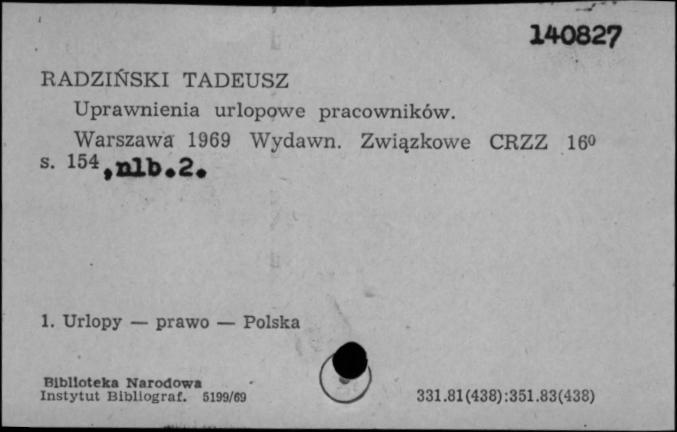 140827
RADZIŃSKI TADEUSZ
Uprawnienia urlopowe pracowników.
Warszawa 1969 Wydawn. Związkowe CRZZ 16⁰
s. 154,nlb.2.
1. Urlopy — prawo — Polska
Biblioteka Narodowa
Instytut Bibliograf. 5199/69
331.81(438):351.83(438)